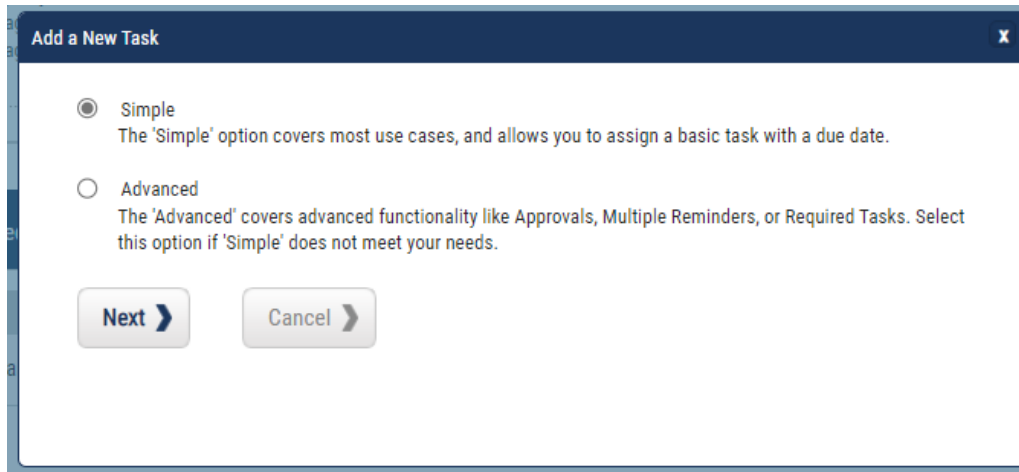 Add a New Task
x
Simple
The 'Simple' option covers most use cases, and allows you to assign a basic task with a due date.
Advanced
The 'Advanced' covers advanced functionality like Approvals, Multiple Reminders, or Required Tasks. Select
this option if 'Simple' does not meet your needs.
Next
Cancel